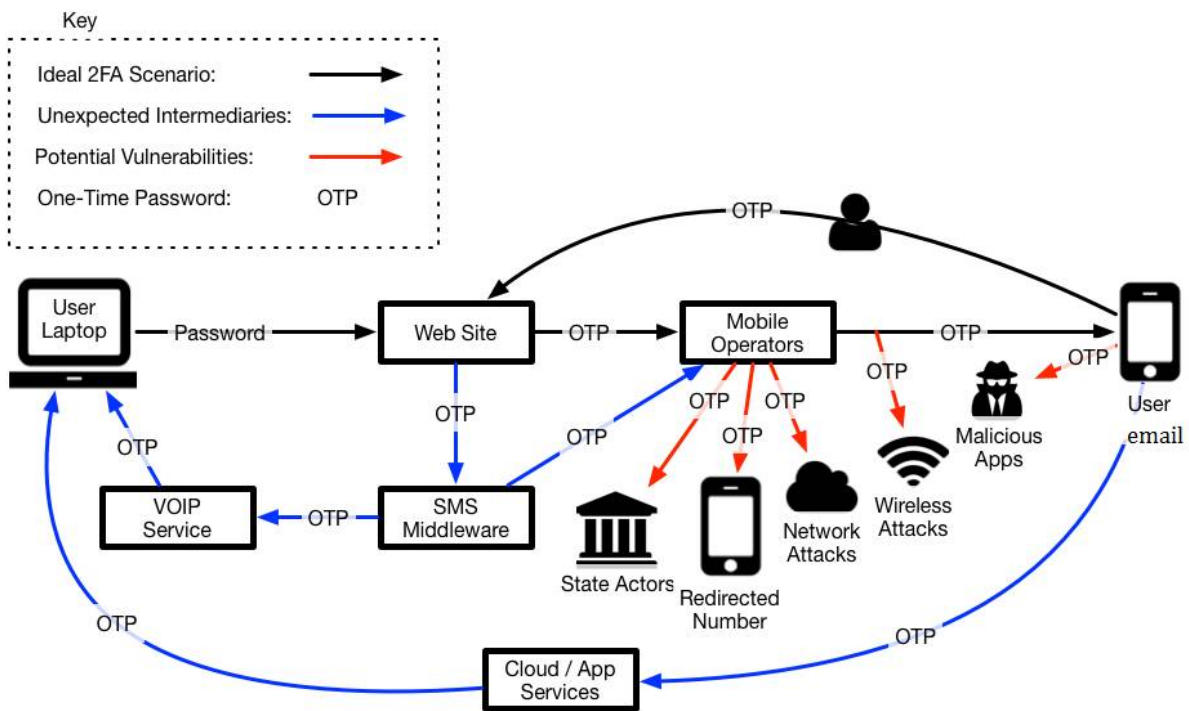 Key
Ideal 2FA Scenario:
Unexpected Intermediaries:
Potential Vulnerabilities:
One-Time Password: OTP
OTP
User
Laptop
Password
Web Site
OTP
Mobile
Operators
OTP
OTP
OTP
User
email
Malicious
Apps
OTP
OTP
OTP
OTP
OTP
Wireless
Attacks
OTP
VOIP
Service
OTP
SMS
Middleware
Network
Attacks
State Actors
Redirected
Number
OTP
OTP
Cloud / App
Services